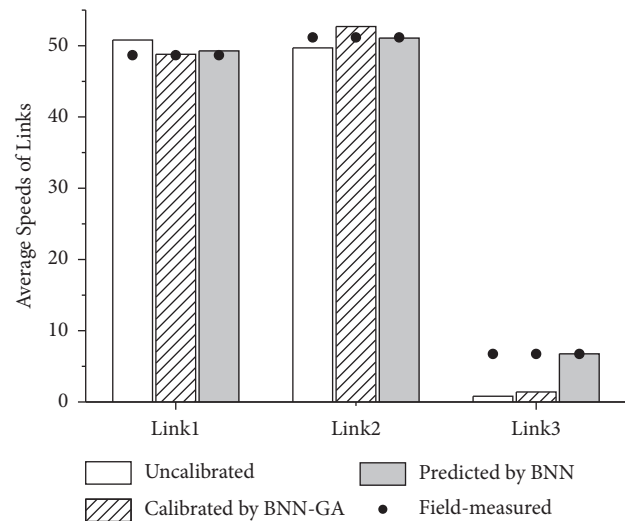 Average Speeds of Links
50
40
30
20
10
0
Link1 Link2 Link3
Uncalibrated Predicted by BNN
Calibrated by BNN-GA Field-measured